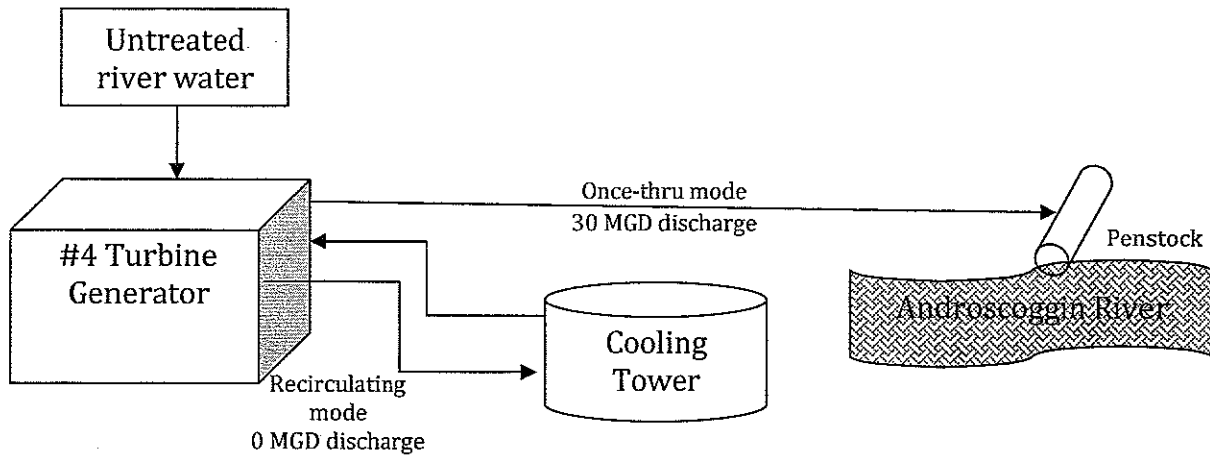 Untreated
river water
Once-thru mode
30 MGD discharge
Penstock
#4 Turbine
Generator
Androscoggin River
Cooling
Tower
Recirculating
mode
0 MGD discharge